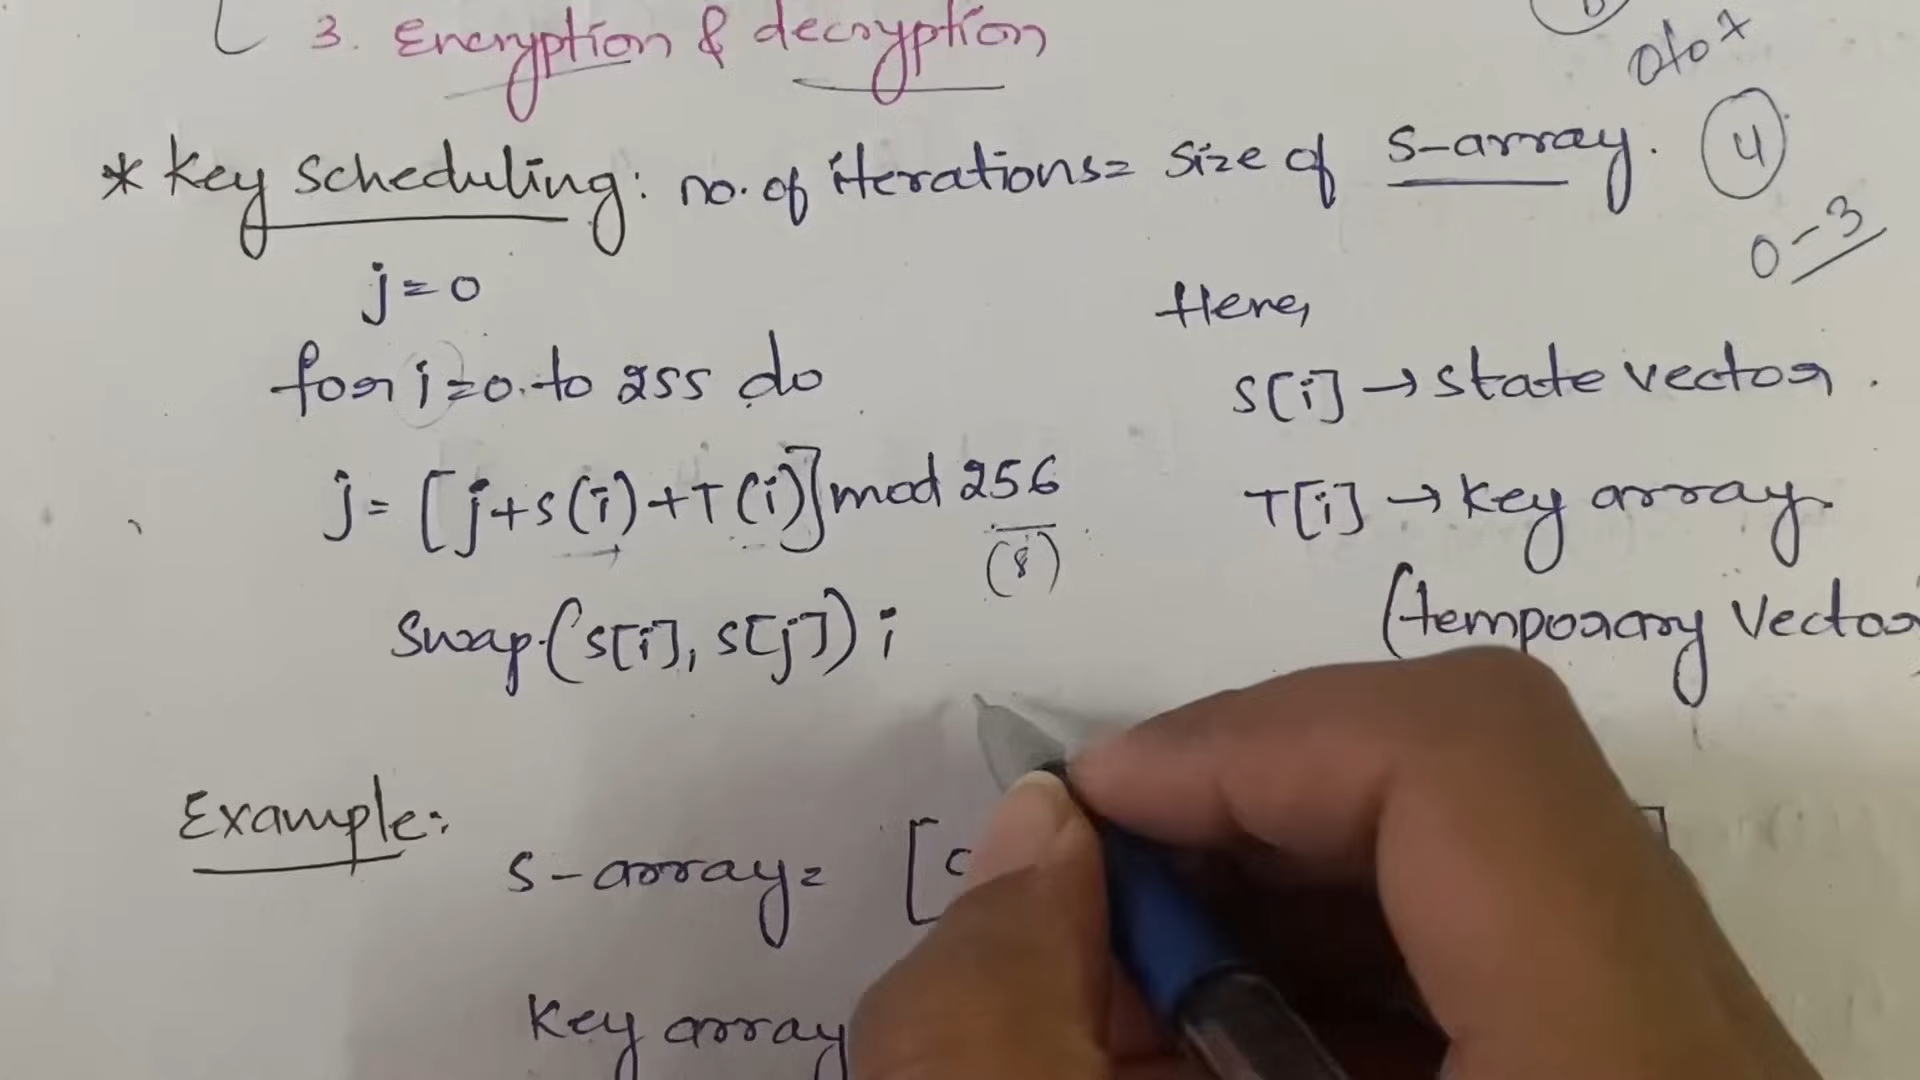 3. Encryption & decryption
0 to 7
* Key Scheduling: no. of iterations = size of s-array. 4
0-3
j=0
for i=0 to 255 do
j= [j+s(i)+T(i)] mod 256
(8)
Swap (s[i], s[j]) ;
Here,
s[i] → state vector.
T[i] → key array.
(temporary vector
Example:
s-array = [
key array